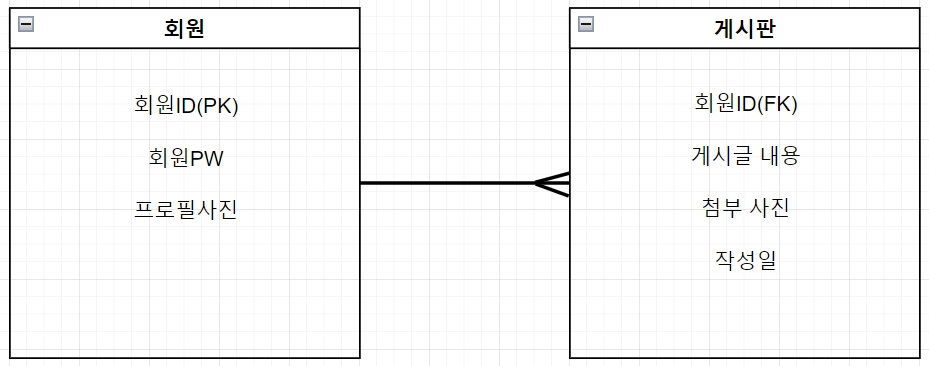 회원
회원ID(PK)
회원PW
프로필사진
게시판
회원ID(FK)
게시글 내용
첨부 사진
작성일